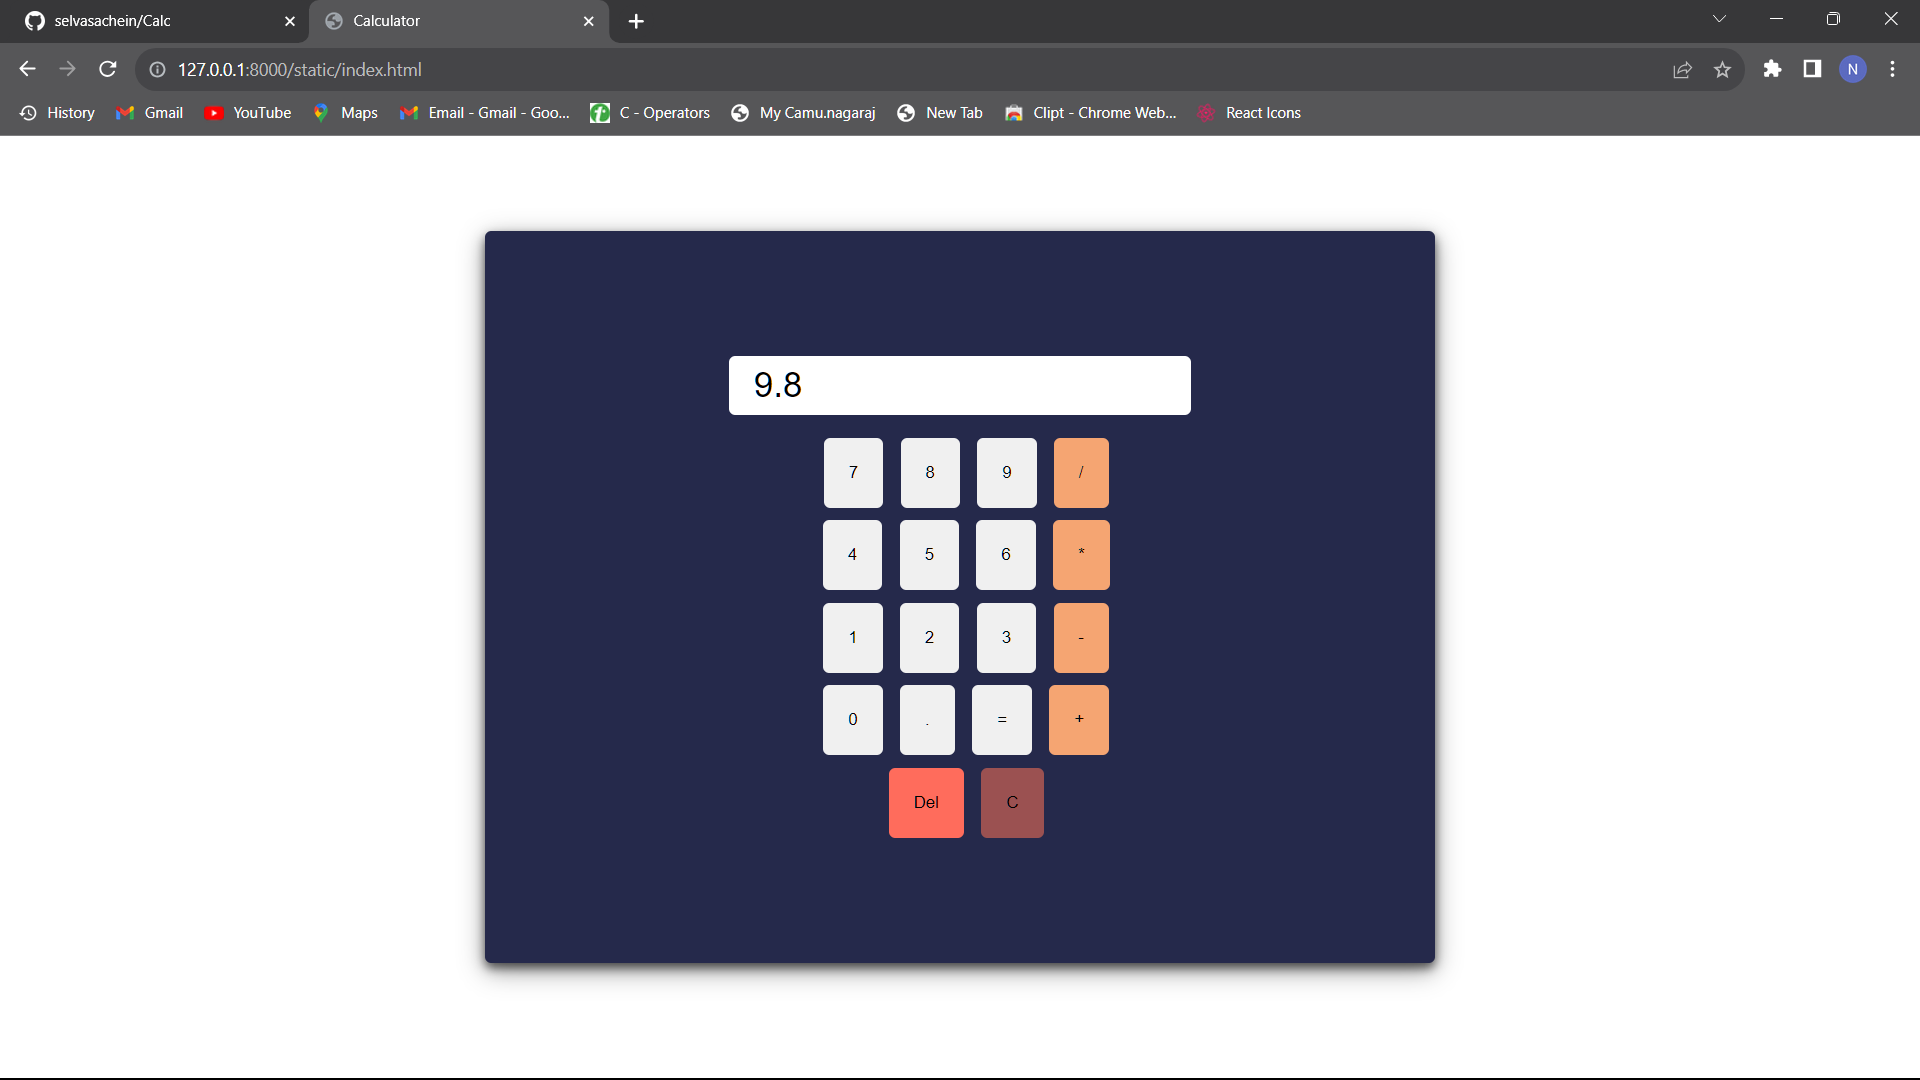 selvasachein/Calc
Calculator
127.0.0.1:8000/static/index.html
N
History Gmail YouTube Maps Email - Gmail - Goo... C - Operators My Camu.nagaraj New Tab Clipt - Chrome Web... React Icons
9.8
7 8 9 /
4 5 6 *
1 2 3 -
0 . = +
Del C